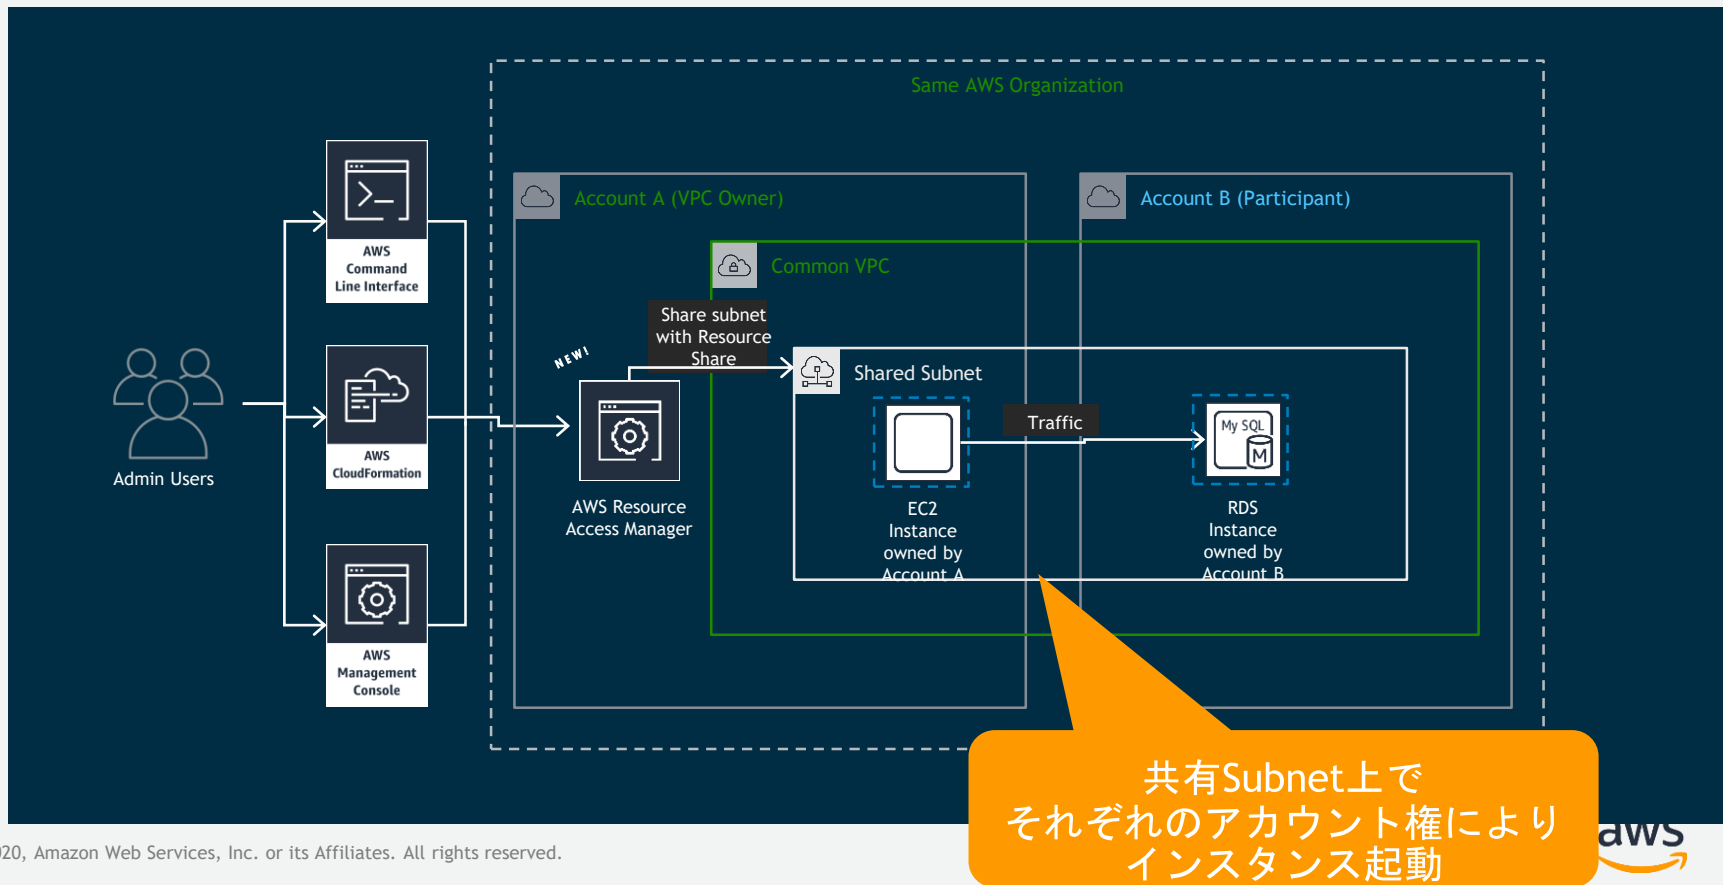 Same AWS Organization
Account A (VPC Owner)
Account B (Participant)
Common VPC
AWS
Command
Line Interface
Share subnet
with Resource
Share
NEW!
Shared Subnet
Traffic
My SQL
M
Admin Users
AWS
CloudFormation
AWS Resource
Access Manager
EC2
Instance
owned by
Account A
RDS
Instance
owned by
Account B
AWS
Management
Console
共有Subnet上で
それぞれのアカウント権により
インスタンス起動
20, Amazon Web Services, Inc. or its Affiliates. All rights reserved.
aws